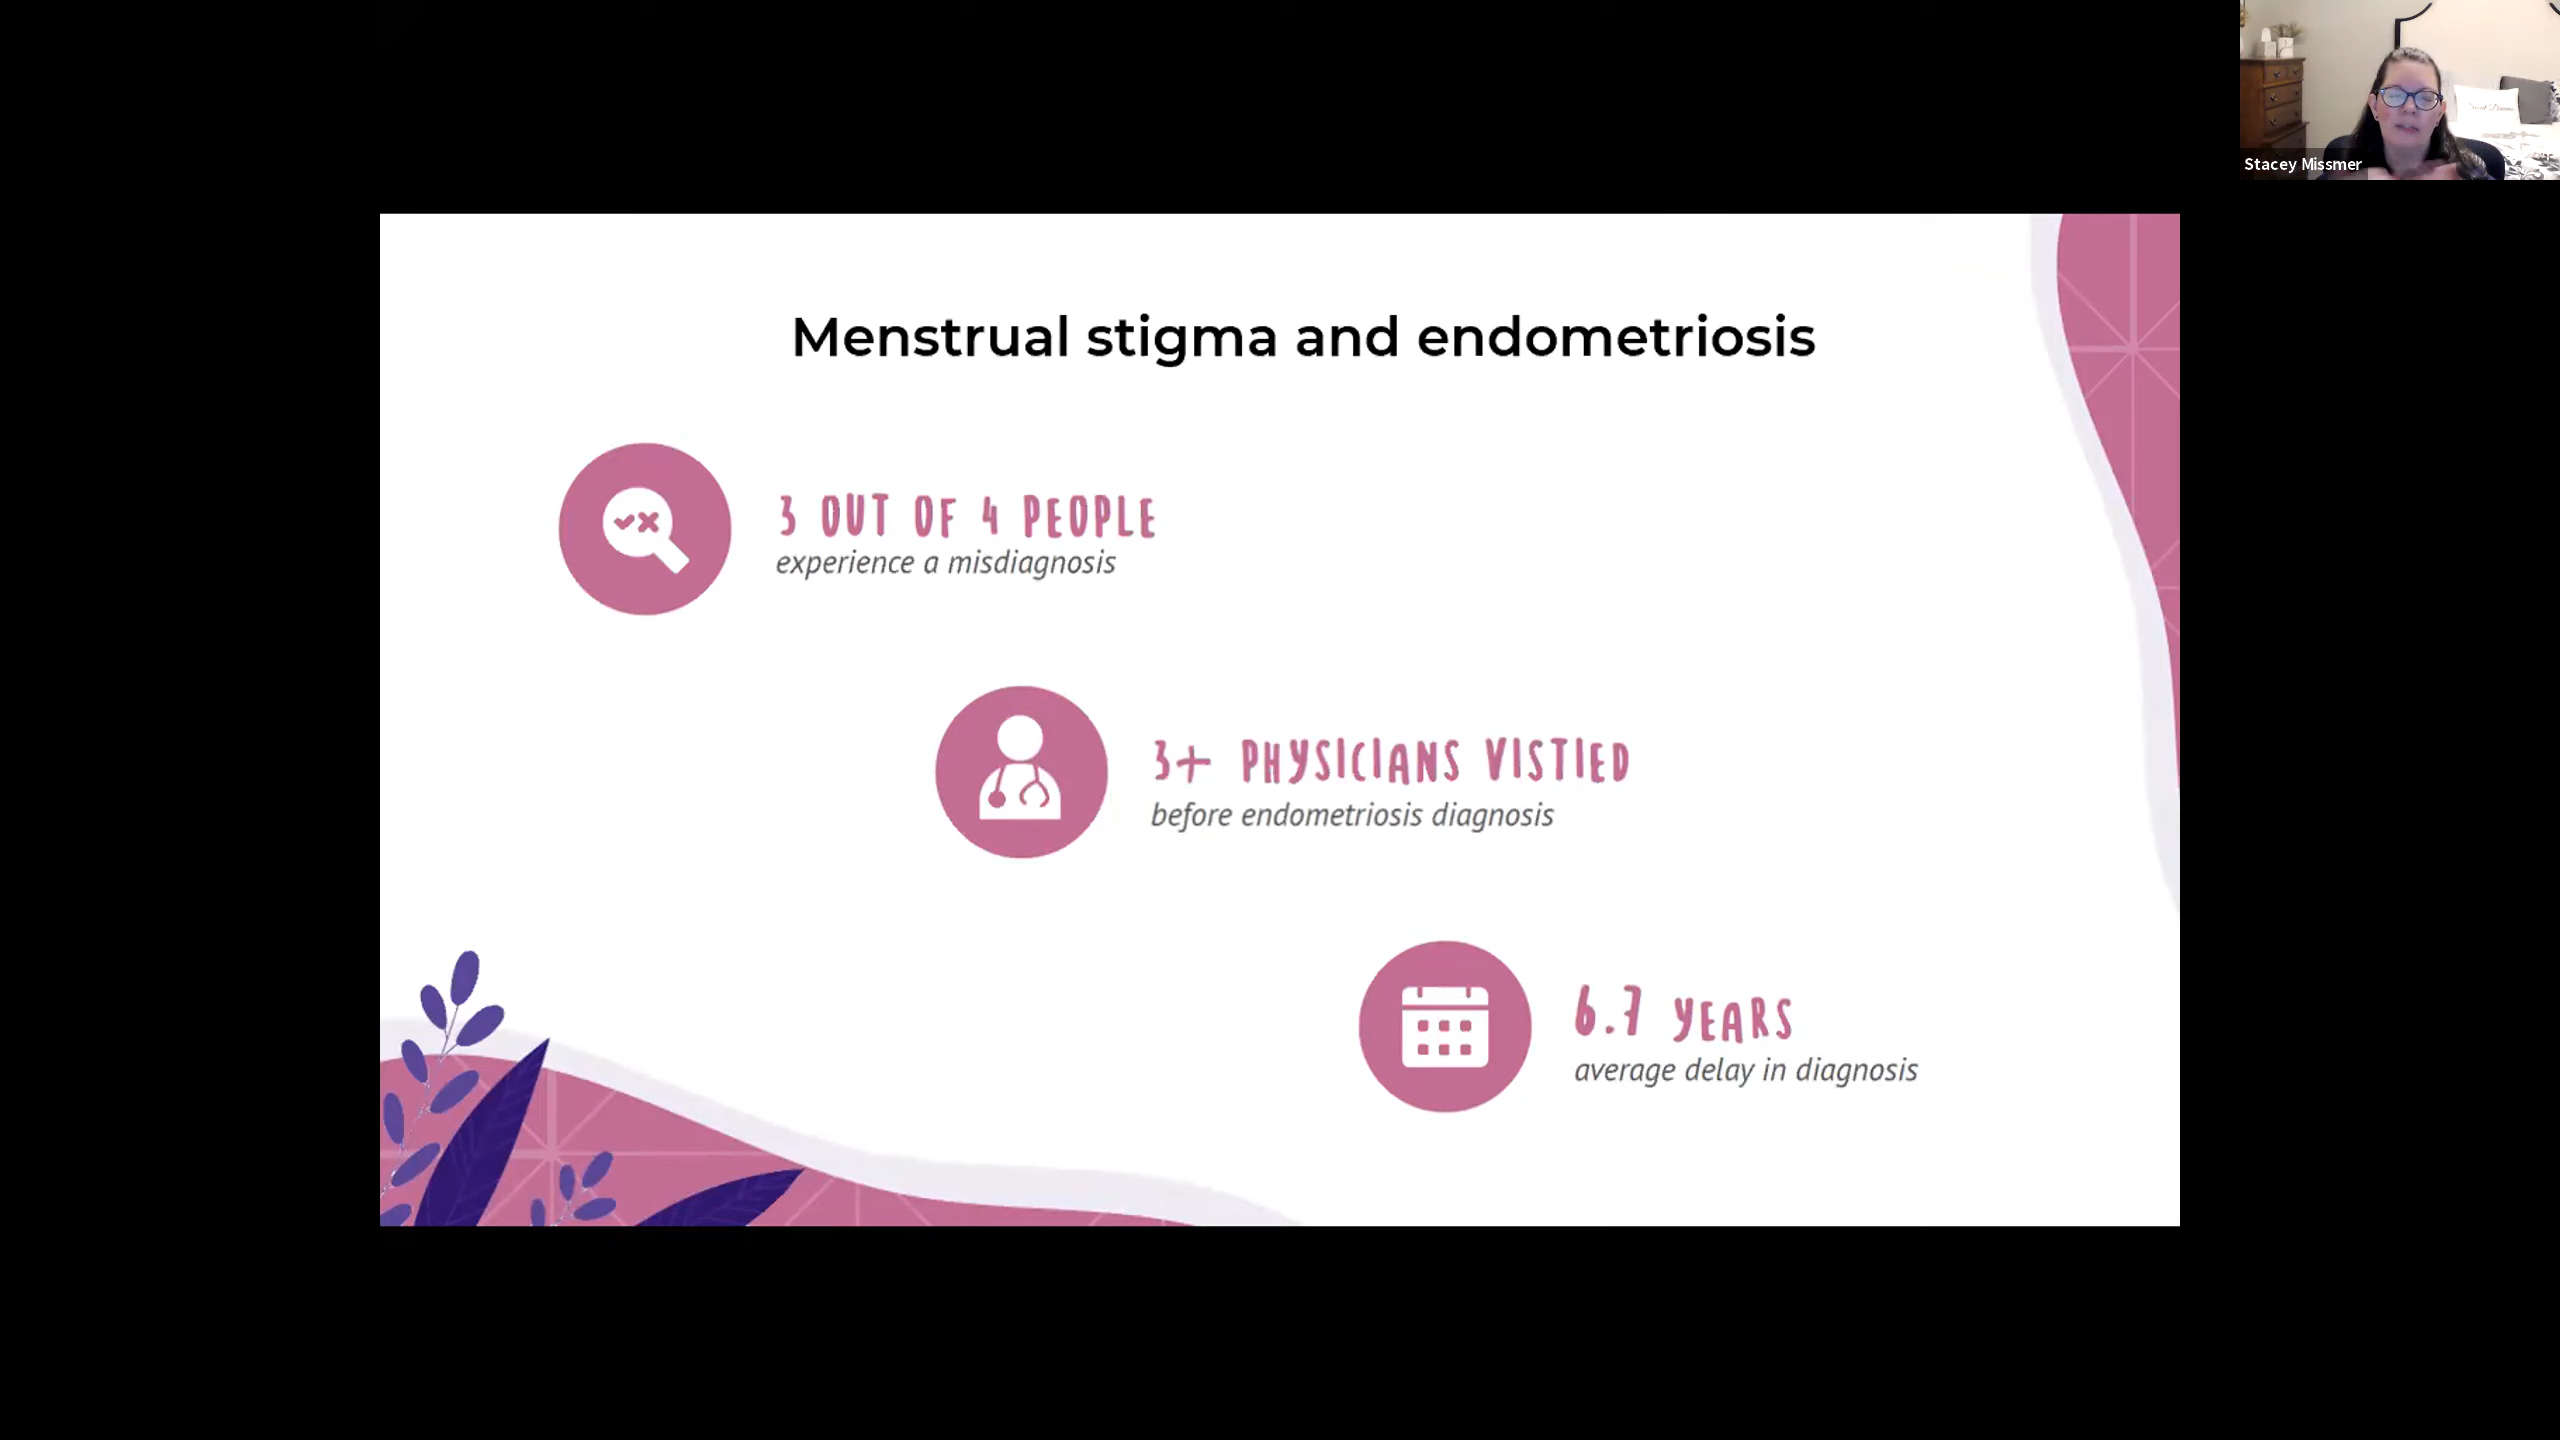 Stacey Missmer
Menstrual stigma and endometriosis
3 OUT OF 4 PEOPLE
experience a misdiagnosis
3+ PHYSICIANS VISTIED
before endometriosis diagnosis
6.7 YEARS
average delay in diagnosis